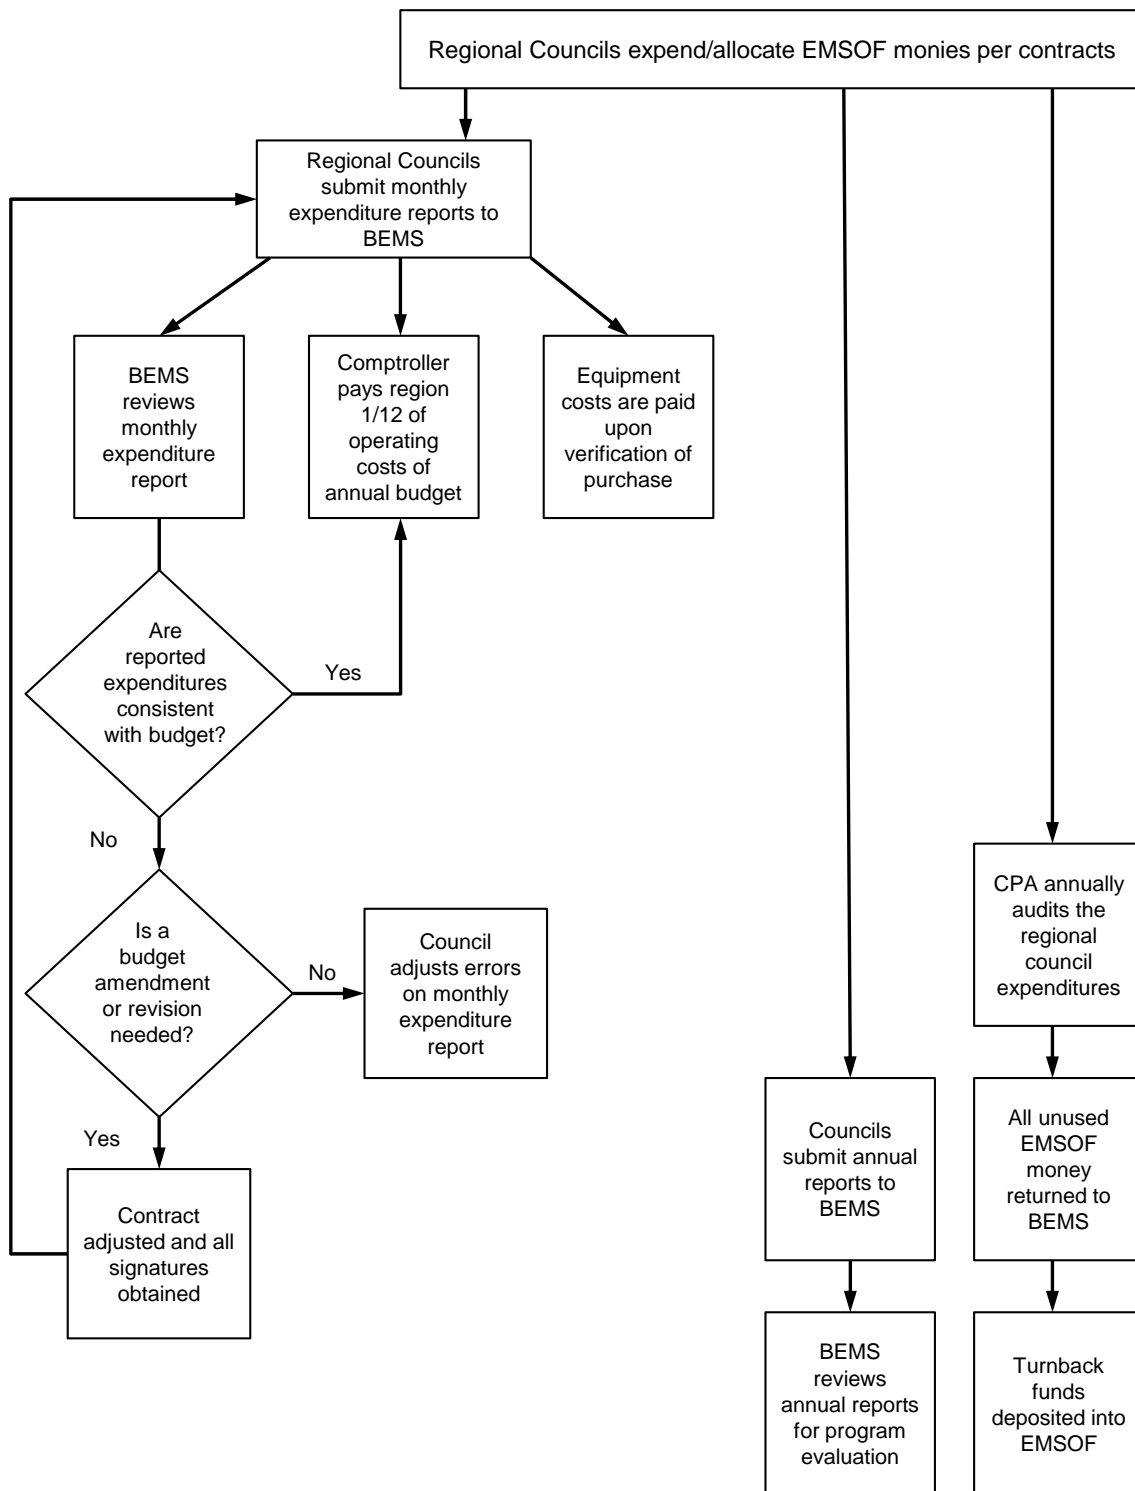 Regional Councils expend/allocate EMSOF monies per contracts
Regional Councils
submit monthly
expenditure reports to
BEMS
BEMS
reviews
monthly
expenditure
report
Comptroller
pays region
1/12 of
operating
costs of
annual budget
Equipment
costs are paid
upon
verification of
purchase
Are
reported
expenditures
consistent
with budget?
Yes
No
Is a
budget
amendment
or revision
needed?
No
Council
adjusts errors
on monthly
expenditure
report
Yes
Contract
adjusted and all
signatures
obtained
Councils
submit annual
reports to
BEMS
BEMS
reviews
annual reports
for program
evaluation
CPA annually
audits the
regional
council
expenditures
All unused
EMSOF
money
returned to
BEMS
Turnback
funds
deposited into
EMSOF